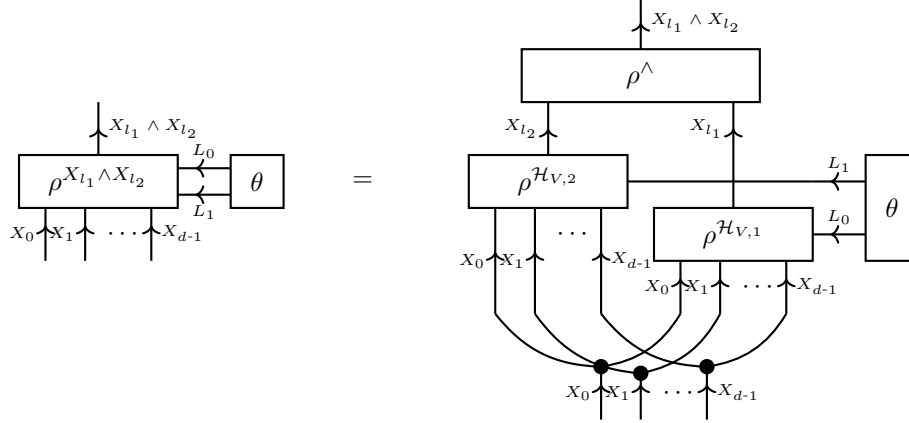 X_{l_1} ∧ X_{l_2}
ρ^∧
X_{l_2} X_{l_1}
X_{l_1} ∧ X_{l_2}
ρ^{X_{l_1} ∧ X_{l_2}} L_0 L_1 θ
=
ρ^{\mathcal{H}_{V,2}} L_1 θ
ρ^{\mathcal{H}_{V,1}} L_0
X_0 X_1 ... X_{d-1}
X_0 X_1 ... X_{d-1}
X_0 X_1 ... X_{d-1}
X_0 X_1 ... X_{d-1}